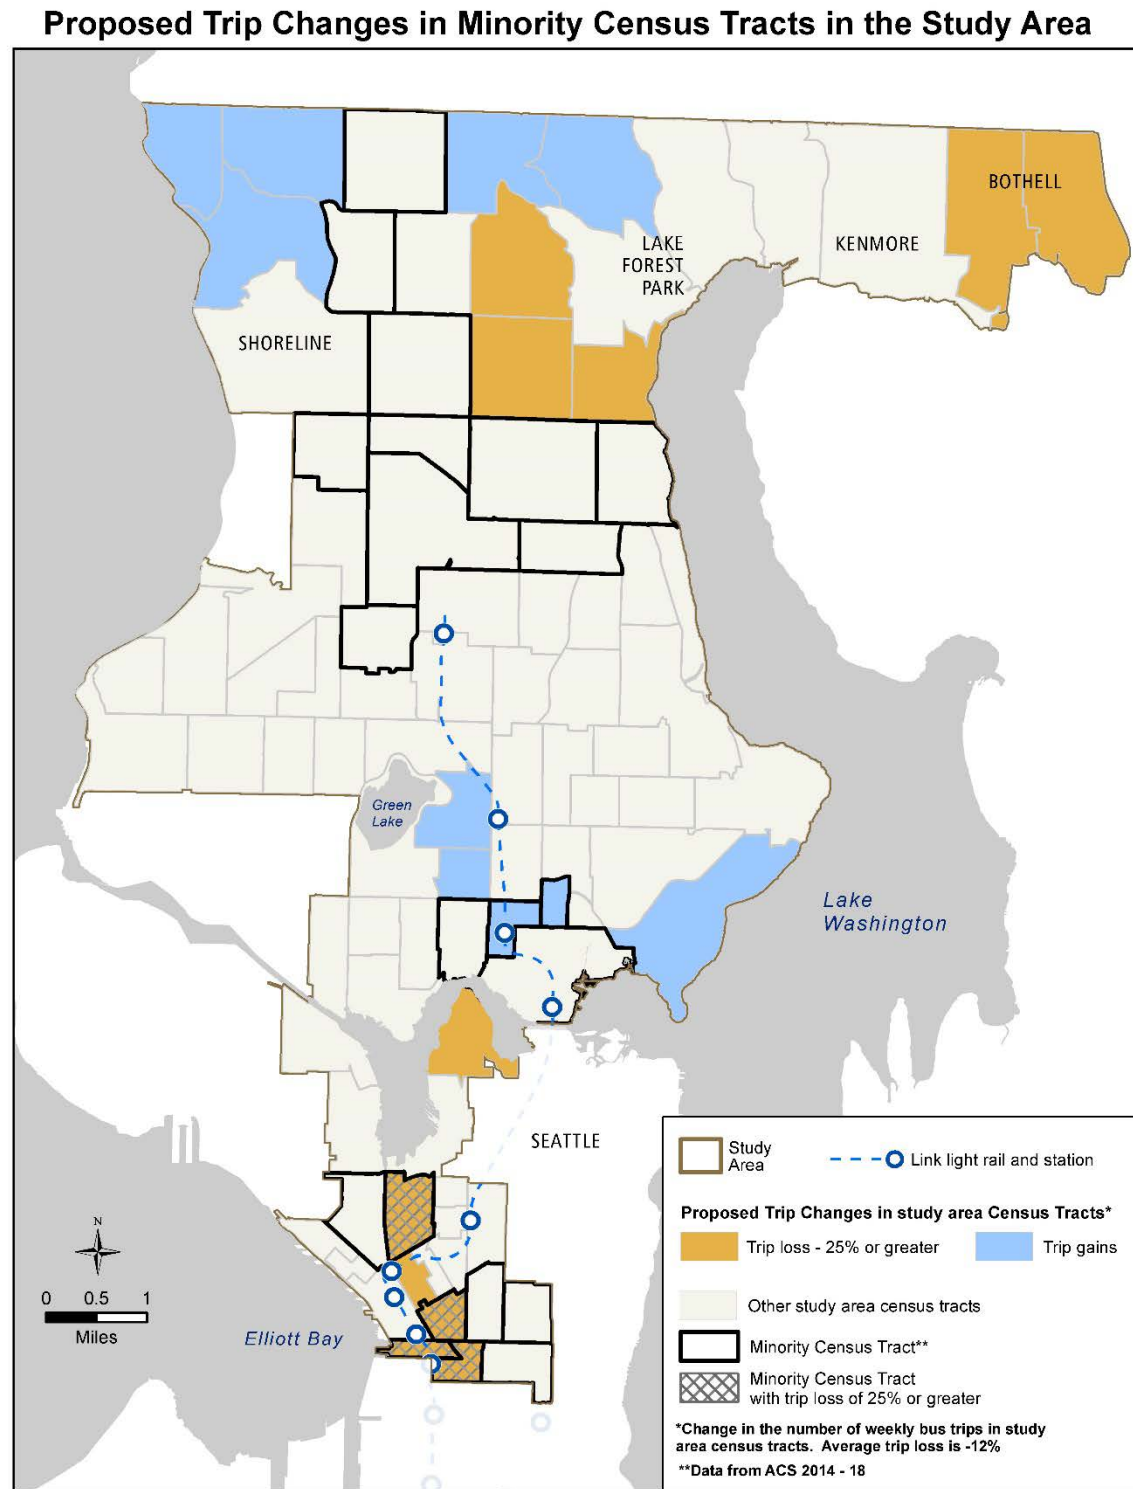 Proposed Trip Changes in Minority Census Tracts in the Study Area
BOTHELL
LAKE
FOREST
PARK
KENMORE
SHORELINE
Green
Lake
Lake
Washington
SEATTLE
N
0 0.5 1
Miles
Elliott Bay
Study
Area
Link light rail and station
Proposed Trip Changes in study area Census Tracts*
Trip loss - 25% or greater
Trip gains
Other study area census tracts
Minority Census Tract**
Minority Census Tract
with trip loss of 25% or greater
*Change in the number of weekly bus trips in study
area census tracts. Average trip loss is -12%
**Data from ACS 2014 - 18